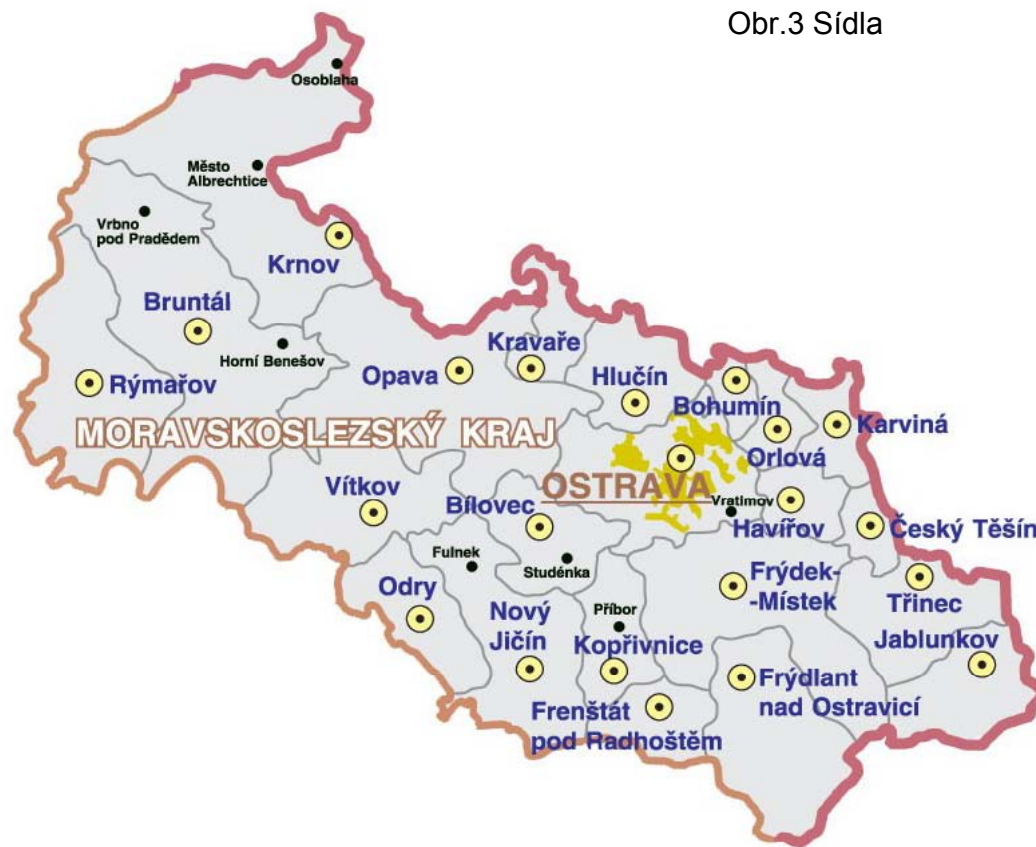 Obr.3 Sídla
Osoblaha
Město
Albrechtice
Vrbno
pod Pradědem
Krnov
Bruntál
Horní Benešov
Rýmařov
Opava
Kravaře
Hlučín
Bohumín
Karviná
Orlová
MORAVSKOSLEZSKÝ KRAJ
OSTRAVA
Vratimov
Vítkov
Bílovec
Havířov
Český Těšín
Fulnek
Studénka
Odry
Frýdek-
-Místek
Třinec
Nový
Jičín
Příbor
Kopřivnice
Jablunkov
Frýdlant
nad Ostravicí
Frenštát
pod Radhoštěm